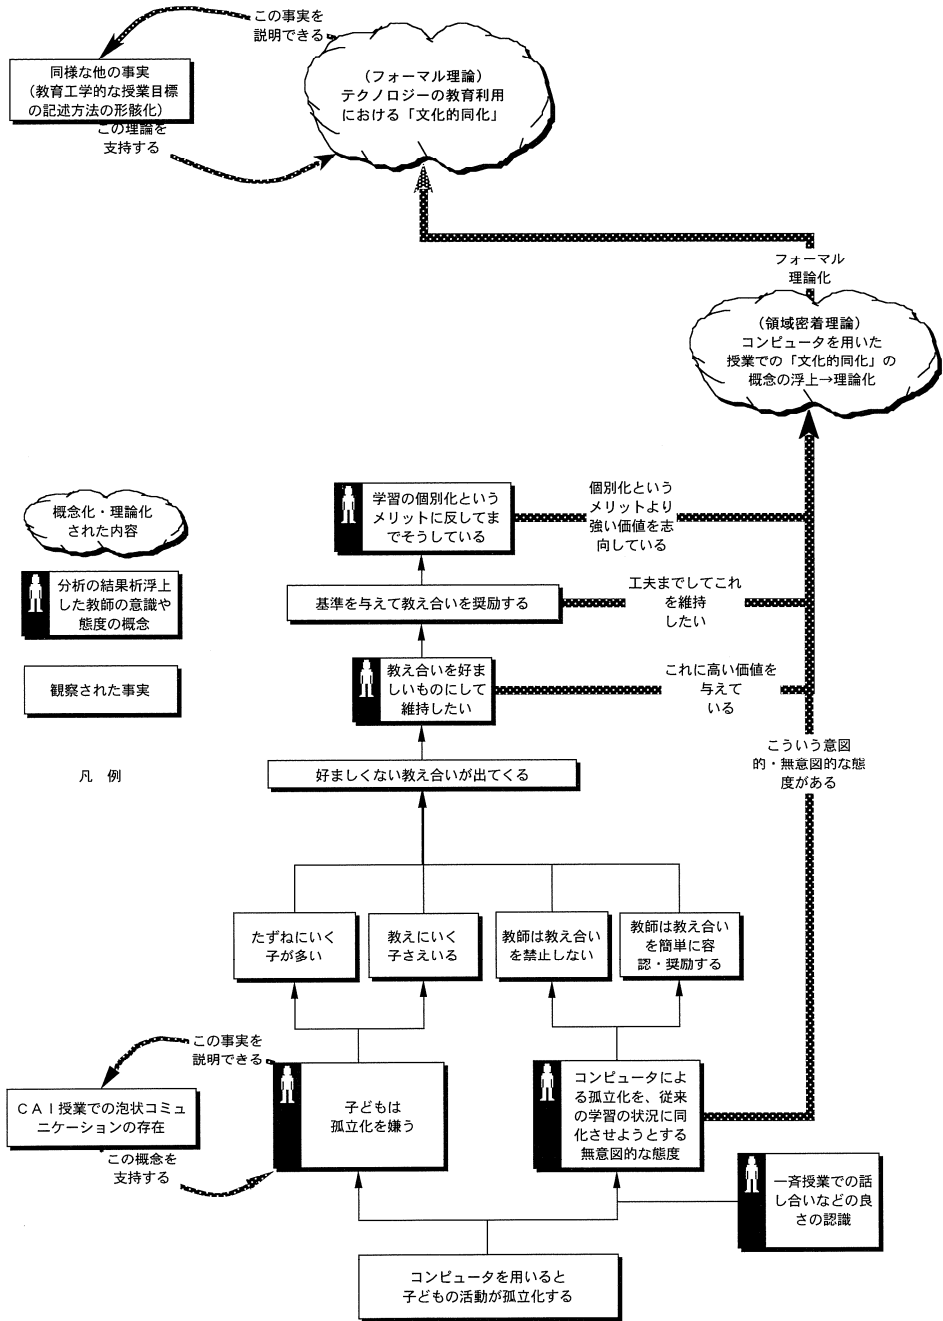 この事実を
説明できる
同様な他の事実
(教育工学的な授業目標
の記述方法の形骸化)
この理論を
支持する
(フォーマル理論)
テクノロジーの教育利用
における「文化的同化」
フォーマル
理論化
(領域密着理論)
コンピュータを用いた
授業での「文化的同化」の
概念の浮上→理論化
概念化・理論化
された内容
分析の結果析浮上
した教師の意識や
態度の概念
観察された事実
凡 例
学習の個別化という
メリットに反してま
でそうしている
個別化という
メリットより
強い価値を志
向している
基準を与えて教え合いを奨励する
工夫までしてこれ
を維持
したい
教え合いを好ま
しいものにして
維持したい
これに高い価値を
与えて
いる
こういう意図
的・無意図的な態
度がある
好ましくない教え合いが出てくる
たずねにいく
子が多い
教えにいく
子さえいる
教師は教え合い
を禁止しない
教師は教え合い
を簡単に容
認・奨励する
この事実を
説明できる
CAI授業での泡状コミュ
ニケーションの存在
この概念を
支持する
子どもは
孤立化を嫌う
コンピュータによ
る孤立化を、従来
の学習の状況に同
化させようとする
無意図的な態度
一斉授業での話
し合いなどの良
さの認識
コンピュータを用いると
子どもの活動が孤立化する